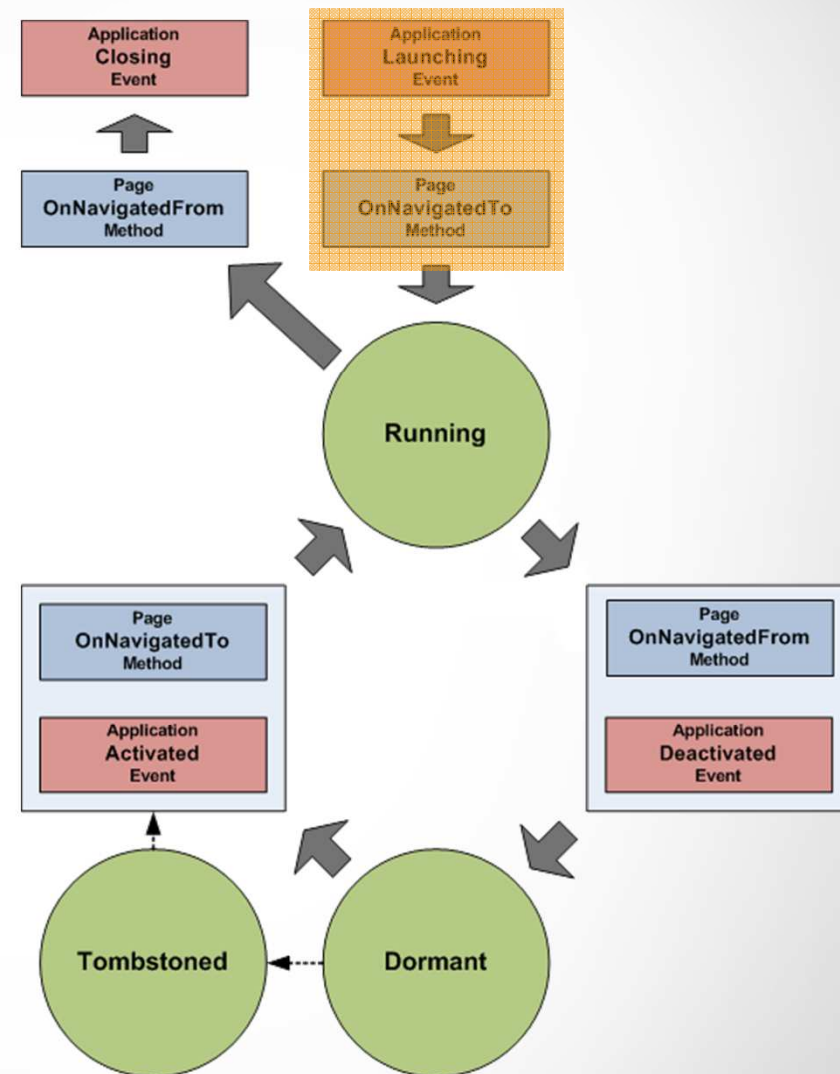 Application
Closing
Event
Application
Launching
Event
Page
OnNavigatedFrom
Method
Page
OnNavigatedTo
Method
Running
Page
OnNavigatedTo
Method
Application
Activated
Event
Page
OnNavigatedFrom
Method
Application
Deactivated
Event
Tombstoned
Dormant